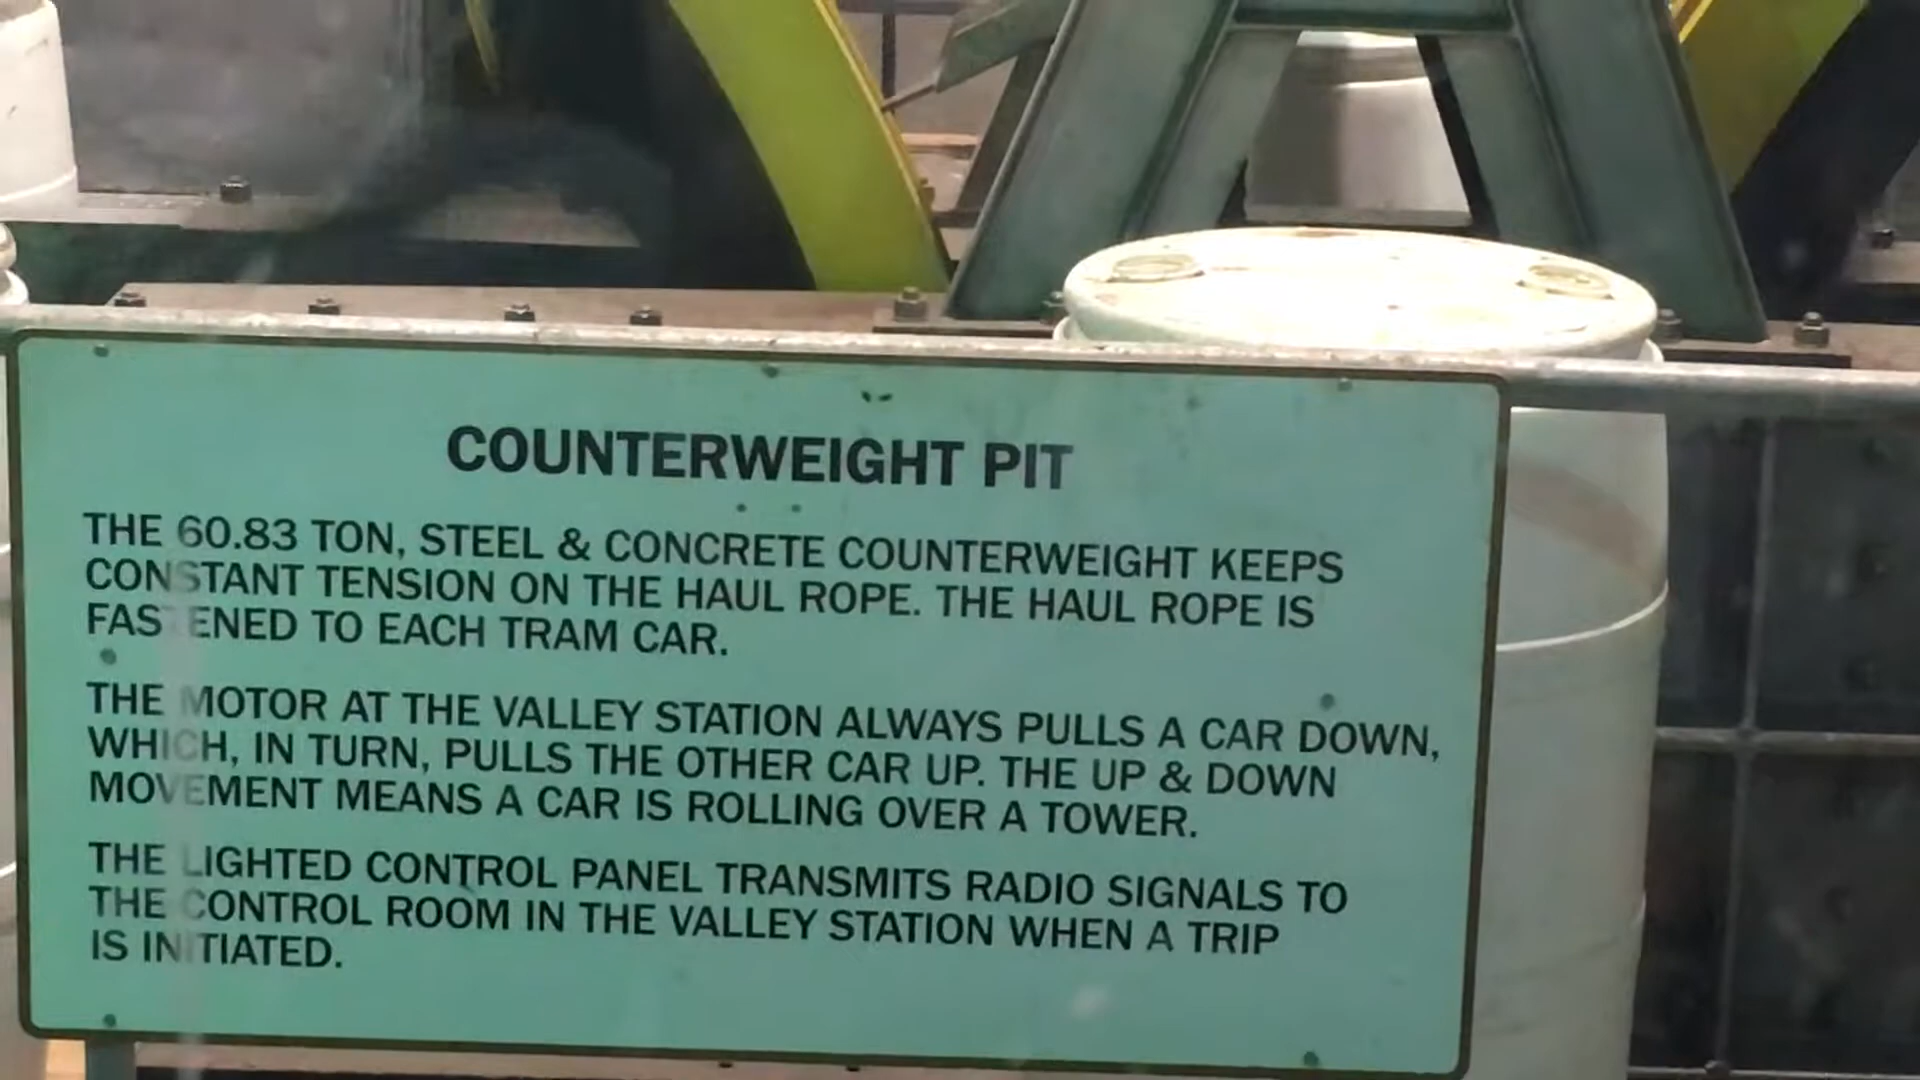 COUNTERWEIGHT PIT
THE 60.83 TON, STEEL & CONCRETE COUNTERWEIGHT KEEPS
CONSTANT TENSION ON THE HAUL ROPE. THE HAUL ROPE IS
FASTENED TO EACH TRAM CAR.
THE MOTOR AT THE VALLEY STATION ALWAYS PULLS A CAR DOWN,
WHICH, IN TURN, PULLS THE OTHER CAR UP. THE UP & DOWN
MOVEMENT MEANS A CAR IS ROLLING OVER A TOWER.
THE LIGHTED CONTROL PANEL TRANSMITS RADIO SIGNALS TO
THE CONTROL ROOM IN THE VALLEY STATION WHEN A TRIP
IS INITIATED.